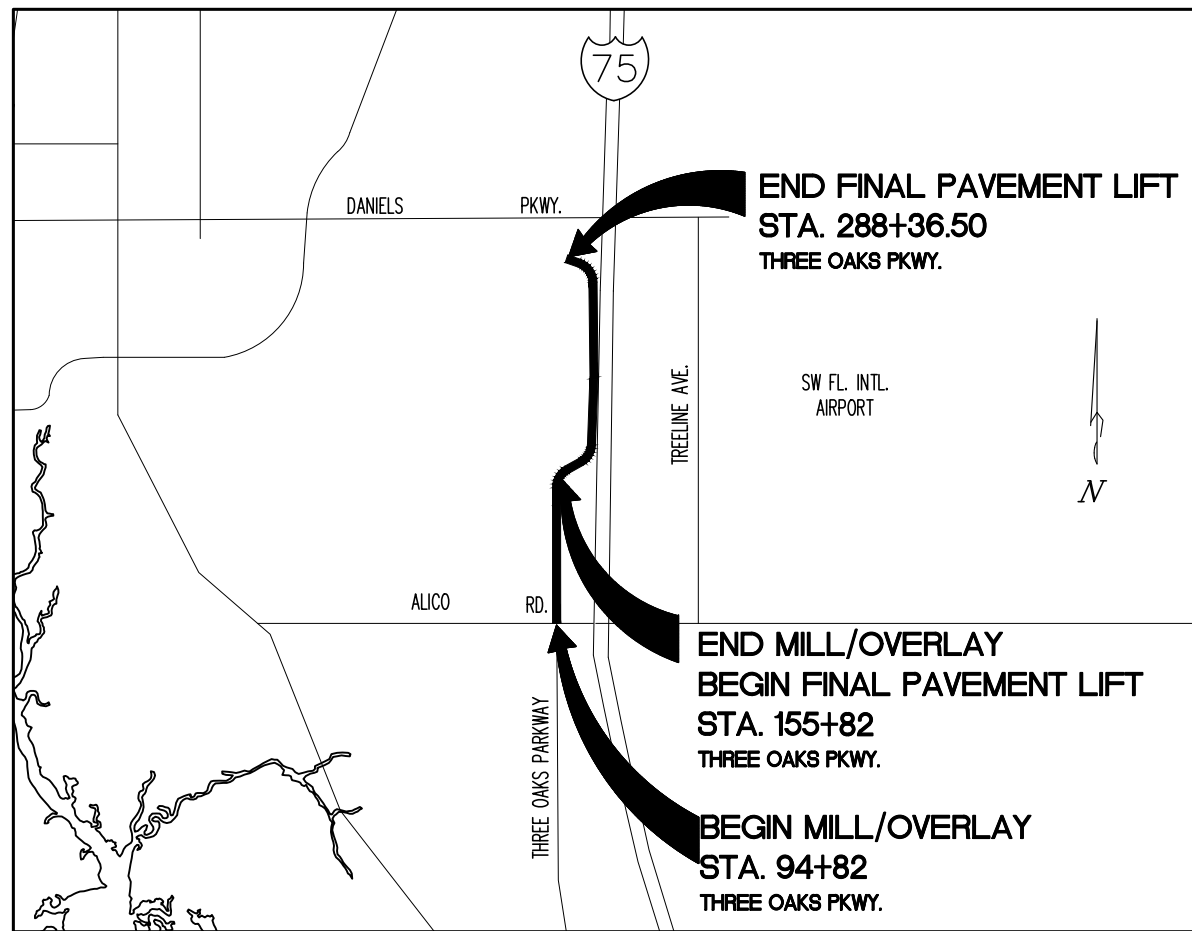 75
DANIELS PKWY.
END FINAL PAVEMENT LIFT
STA. 288+36.50
THREE OAKS PKWY.
TREELINE AVE.
SW FL. INTL.
AIRPORT
N
ALICO RD.
END MILL/OVERLAY
BEGIN FINAL PAVEMENT LIFT
STA. 155+82
THREE OAKS PKWY.
THREE OAKS PARKWAY
BEGIN MILL/OVERLAY
STA. 94+82
THREE OAKS PKWY.